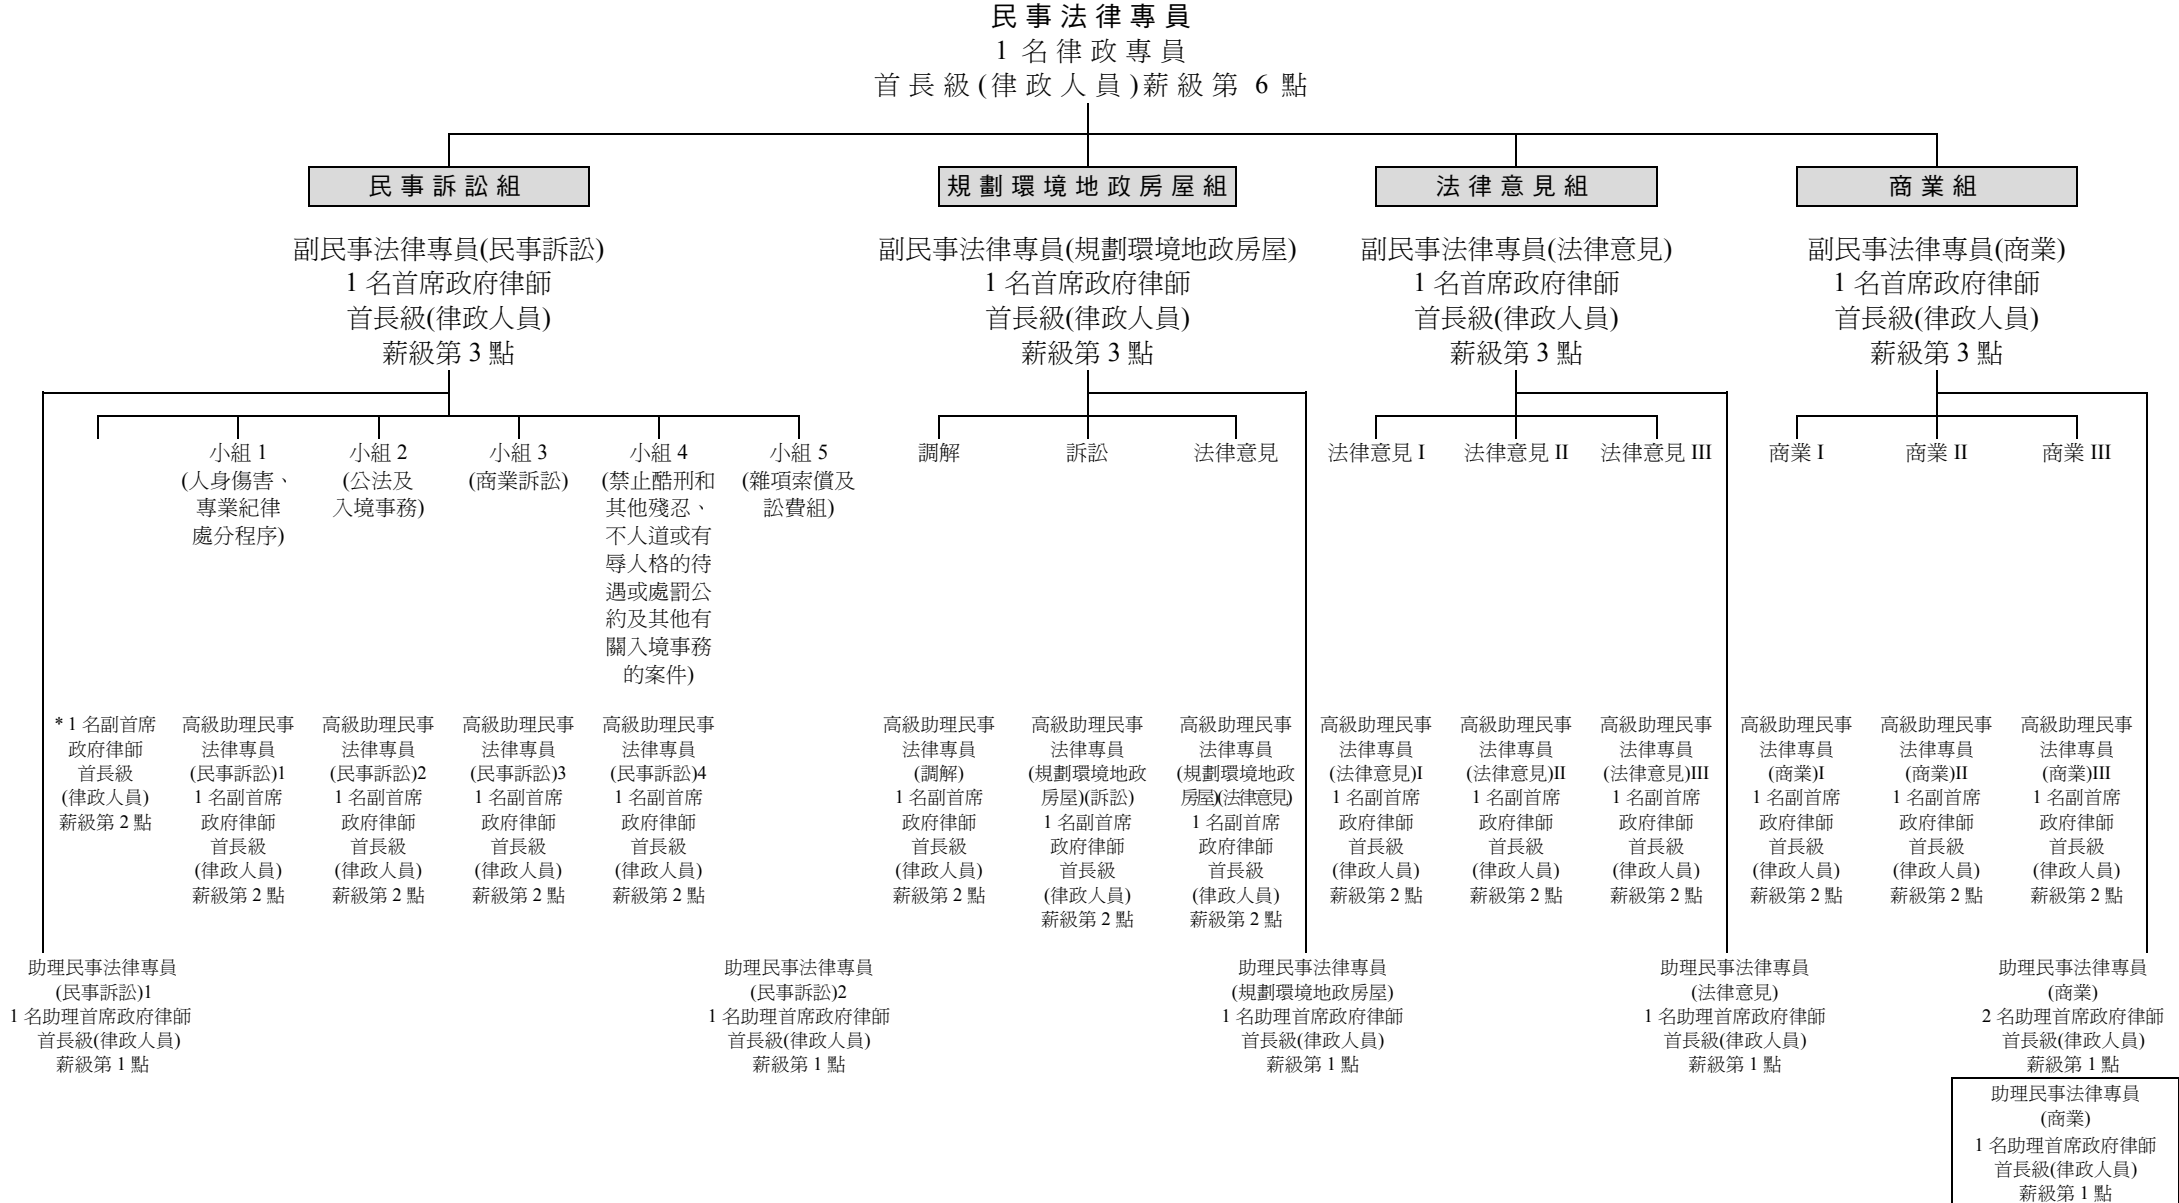 民事法律專員
1 名律政專員
首長級(律政人員)薪級第 6 點
民事訴訟組
副民事法律專員(民事訴訟)
1 名首席政府律師
首長級(律政人員)
薪級第 3 點
規劃環境地政房屋組
副民事法律專員(規劃環境地政房屋)
1 名首席政府律師
首長級(律政人員)
薪級第 3 點
法律意見組
副民事法律專員(法律意見)
1 名首席政府律師
首長級(律政人員)
薪級第 3 點
商業組
副民事法律專員(商業)
1 名首席政府律師
首長級(律政人員)
薪級第 3 點
* 1 名副首席
政府律師
首長級
(律政人員)
薪級第 2 點
小組 1
(人身傷害、
專業紀律
處分程序)
高級助理民事
法律專員
(民事訴訟)1
1 名副首席
政府律師
首長級
(律政人員)
薪級第 2 點
小組 2
(公法及
入境事務)
高級助理民事
法律專員
(民事訴訟)2
1 名副首席
政府律師
首長級
(律政人員)
薪級第 2 點
小組 3
(商業訴訟)
高級助理民事
法律專員
(民事訴訟)3
1 名副首席
政府律師
首長級
(律政人員)
薪級第 2 點
小組 4
(禁止酷刑和
其他殘忍、
不人道或有
辱人格的待
遇或處罰公
約及其他有
關入境事務
的案件)
高級助理民事
法律專員
(民事訴訟)4
1 名副首席
政府律師
首長級
(律政人員)
薪級第 2 點
小組 5
(雜項索償及
訟費組)
調解
高級助理民事
法律專員
(調解)
1 名副首席
政府律師
首長級
(律政人員)
薪級第 2 點
訴訟
高級助理民事
法律專員
(規劃環境地政
房屋)(訴訟)
1 名副首席
政府律師
首長級
(律政人員)
薪級第 2 點
法律意見
高級助理民事
法律專員
(規劃環境地政
房屋)(法律意見)
1 名副首席
政府律師
首長級
(律政人員)
薪級第 2 點
法律意見 I
高級助理民事
法律專員
(法律意見)I
1 名副首席
政府律師
首長級
(律政人員)
薪級第 2 點
法律意見 II
高級助理民事
法律專員
(法律意見)II
1 名副首席
政府律師
首長級
(律政人員)
薪級第 2 點
法律意見 III
高級助理民事
法律專員
(法律意見)III
1 名副首席
政府律師
首長級
(律政人員)
薪級第 2 點
商業 I
高級助理民事
法律專員
(商業)I
1 名副首席
政府律師
首長級
(律政人員)
薪級第 2 點
商業 II
高級助理民事
法律專員
(商業)II
1 名副首席
政府律師
首長級
(律政人員)
薪級第 2 點
商業 III
高級助理民事
法律專員
(商業)III
1 名副首席
政府律師
首長級
(律政人員)
薪級第 2 點
助理民事法律專員
(民事訴訟)1
1 名助理首席政府律師
首長級(律政人員)
薪級第 1 點
助理民事法律專員
(民事訴訟)2
1 名助理首席政府律師
首長級(律政人員)
薪級第 1 點
助理民事法律專員
(規劃環境地政房屋)
1 名助理首席政府律師
首長級(律政人員)
薪級第 1 點
助理民事法律專員
(法律意見)
1 名助理首席政府律師
首長級(律政人員)
薪級第 1 點
助理民事法律專員
(商業)
2 名助理首席政府律師
首長級(律政人員)
薪級第 1 點
助理民事法律專員
(商業)
1 名助理首席政府律師
首長級(律政人員)
薪級第 1 點